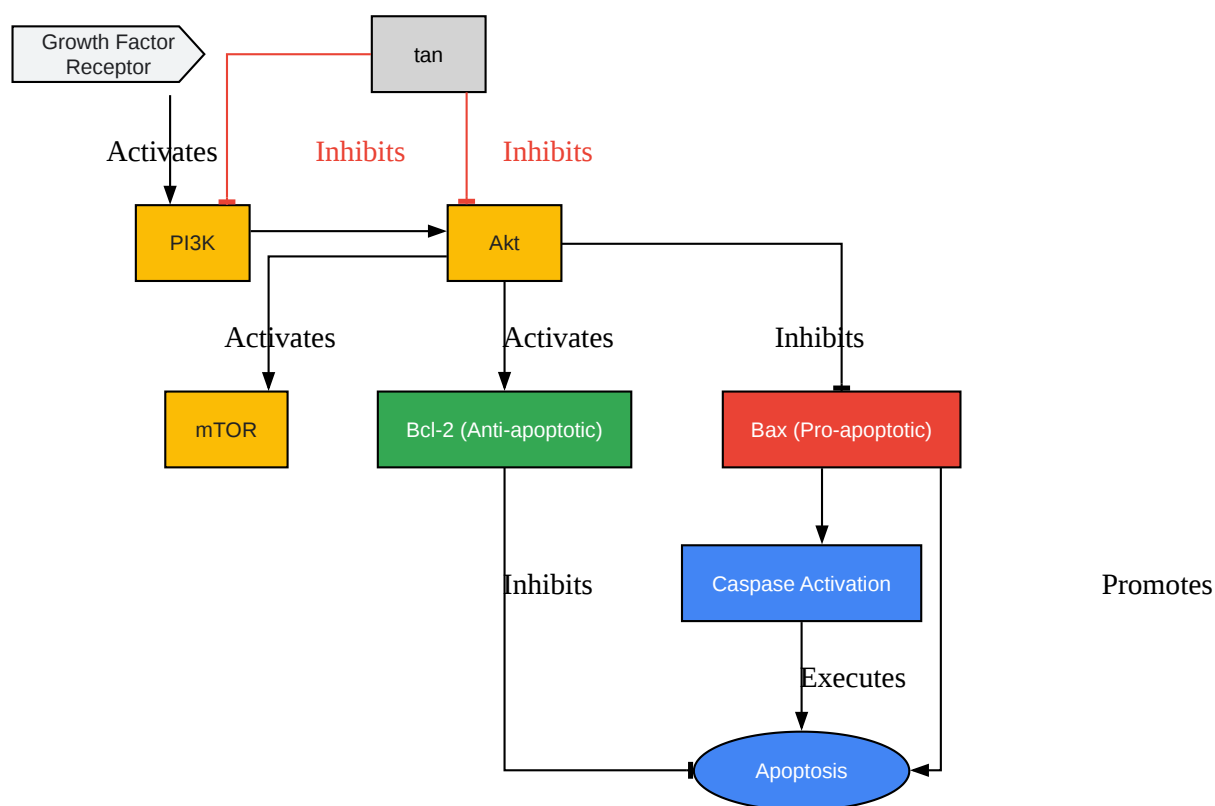 Growth Factor
Receptor
tan
Activates
Inhibits
Inhibits
PI3K
Akt
Activates
Activates
Inhibits
mTOR
Bcl-2 (Anti-apoptotic)
Bax (Pro-apoptotic)
Inhibits
Caspase Activation
Promotes
Executes
Apoptosis